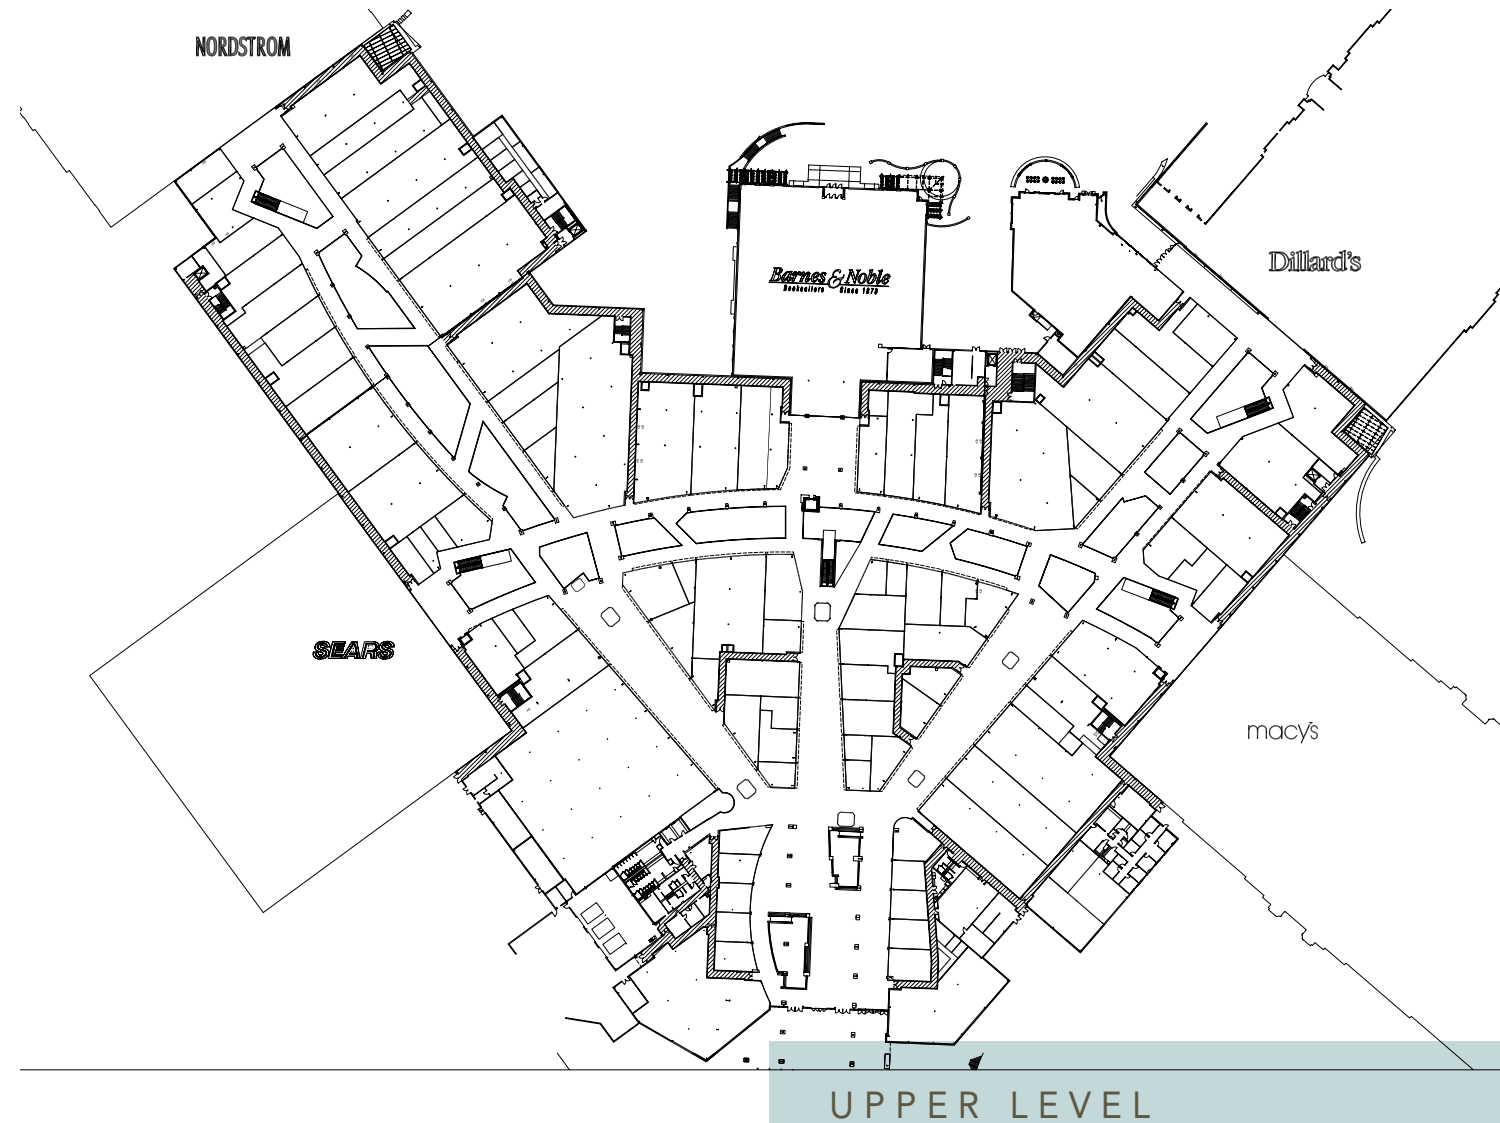 NORDSTROM
Barnes & Noble
Booksellers Since 1873
Dillard's
SEARS
macy's
UPPER LEVEL